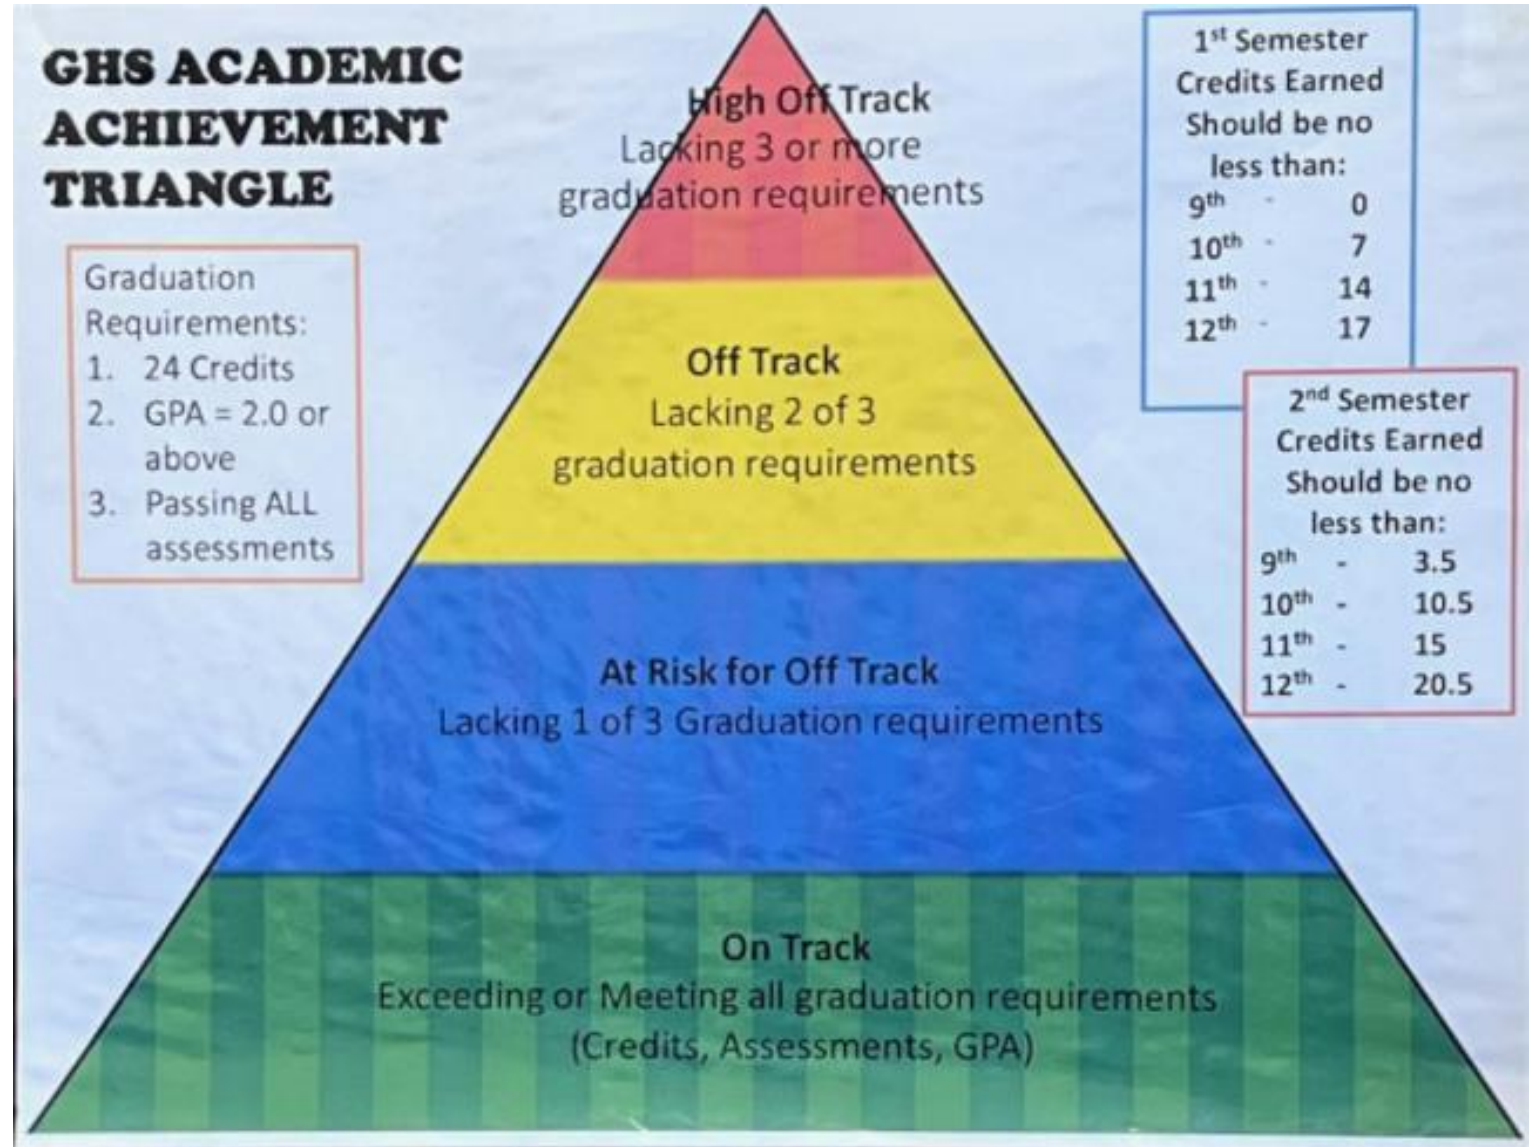 GHS ACADEMIC
ACHIEVEMENT
TRIANGLE
Graduation
Requirements:
1. 24 Credits
2. GPA = 2.0 or
above
3. Passing ALL
assessments
High Off Track
Lacking 3 or more
graduation requirements
Off Track
Lacking 2 of 3
graduation requirements
At Risk for Off Track
Lacking 1 of 3 Graduation requirements
On Track
Exceeding or Meeting all graduation requirements
(Credits, Assessments, GPA)
1st Semester
Credits Earned
Should be no
less than:
9th - 0
10th - 7
11th - 14
12th - 17
2nd Semester
Credits Earned
Should be no
less than:
9th - 3.5
10th - 10.5
11th - 15
12th - 20.5